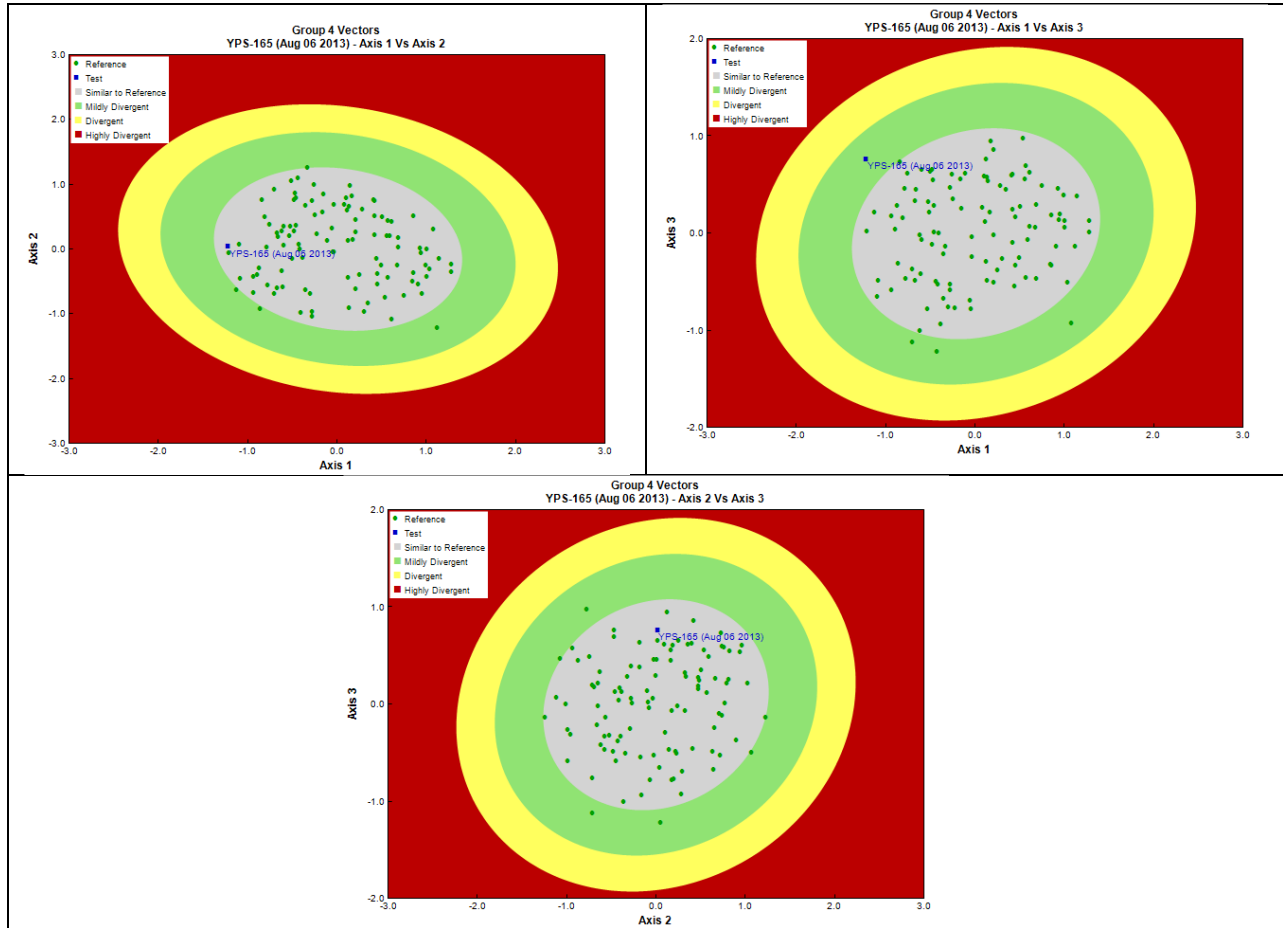 Group 4 Vectors
YPS-165 (Aug 06 2013) - Axis 1 Vs Axis 2
3.0
2.0
1.0
0.0
-1.0
-2.0
-3.0
Axis 2
Reference
Test
Similar to Reference
Mildly Divergent
Divergent
Highly Divergent
YPS-165 (Aug 06 2013)
-3.0 -2.0 -1.0 0.0 1.0 2.0 3.0
Axis 1
Group 4 Vectors
YPS-165 (Aug 06 2013) - Axis 1 Vs Axis 3
2.0
1.0
0.0
-1.0
-2.0
Axis 3
Reference
Test
Similar to Reference
Mildly Divergent
Divergent
Highly Divergent
YPS-165 (Aug 06 2013)
-3.0 -2.0 -1.0 0.0 1.0 2.0 3.0
Axis 1
Group 4 Vectors
YPS-165 (Aug 06 2013) - Axis 2 Vs Axis 3
2.0
1.0
0.0
-1.0
-2.0
Axis 3
Reference
Test
Similar to Reference
Mildly Divergent
Divergent
Highly Divergent
YPS-165 (Aug 06 2013)
-3.0 -2.0 -1.0 0.0 1.0 2.0 3.0
Axis 2